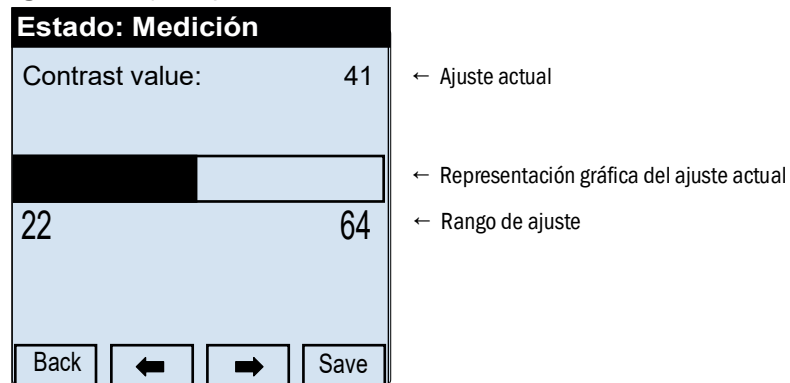 Estado: Medición
Contrast value: 41 ← Ajuste actual
← Representación gráfica del ajuste actual
22 64 ← Rango de ajuste
Back ← → Save